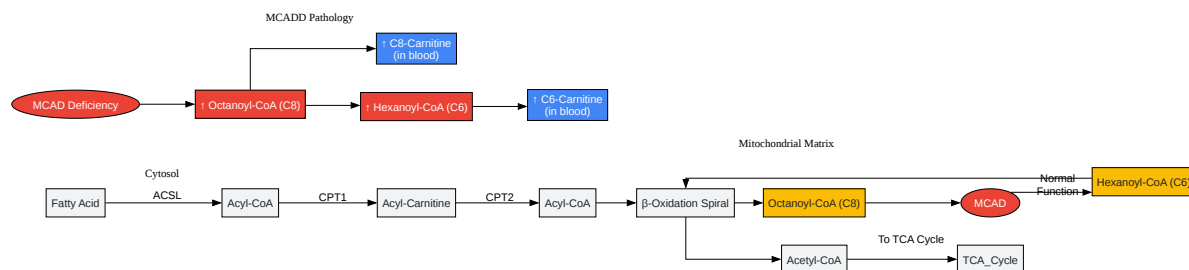 MCADD Pathology
↑ C8-Carnitine
(in blood)
MCAD Deficiency
↑ Octanoyl-CoA (C8)
↑ Hexanoyl-CoA (C6)
↑ C6-Carnitine
(in blood)
Mitochondrial Matrix
Cytosol
Fatty Acid
ACSL
Acyl-CoA
CPT1
Acyl-Carnitine
CPT2
Acyl-CoA
β-Oxidation Spiral
Octanoyl-CoA (C8)
MCAD
Normal
Function
Hexanoyl-CoA (C6)
Acetyl-CoA
To TCA Cycle
TCA_Cycle